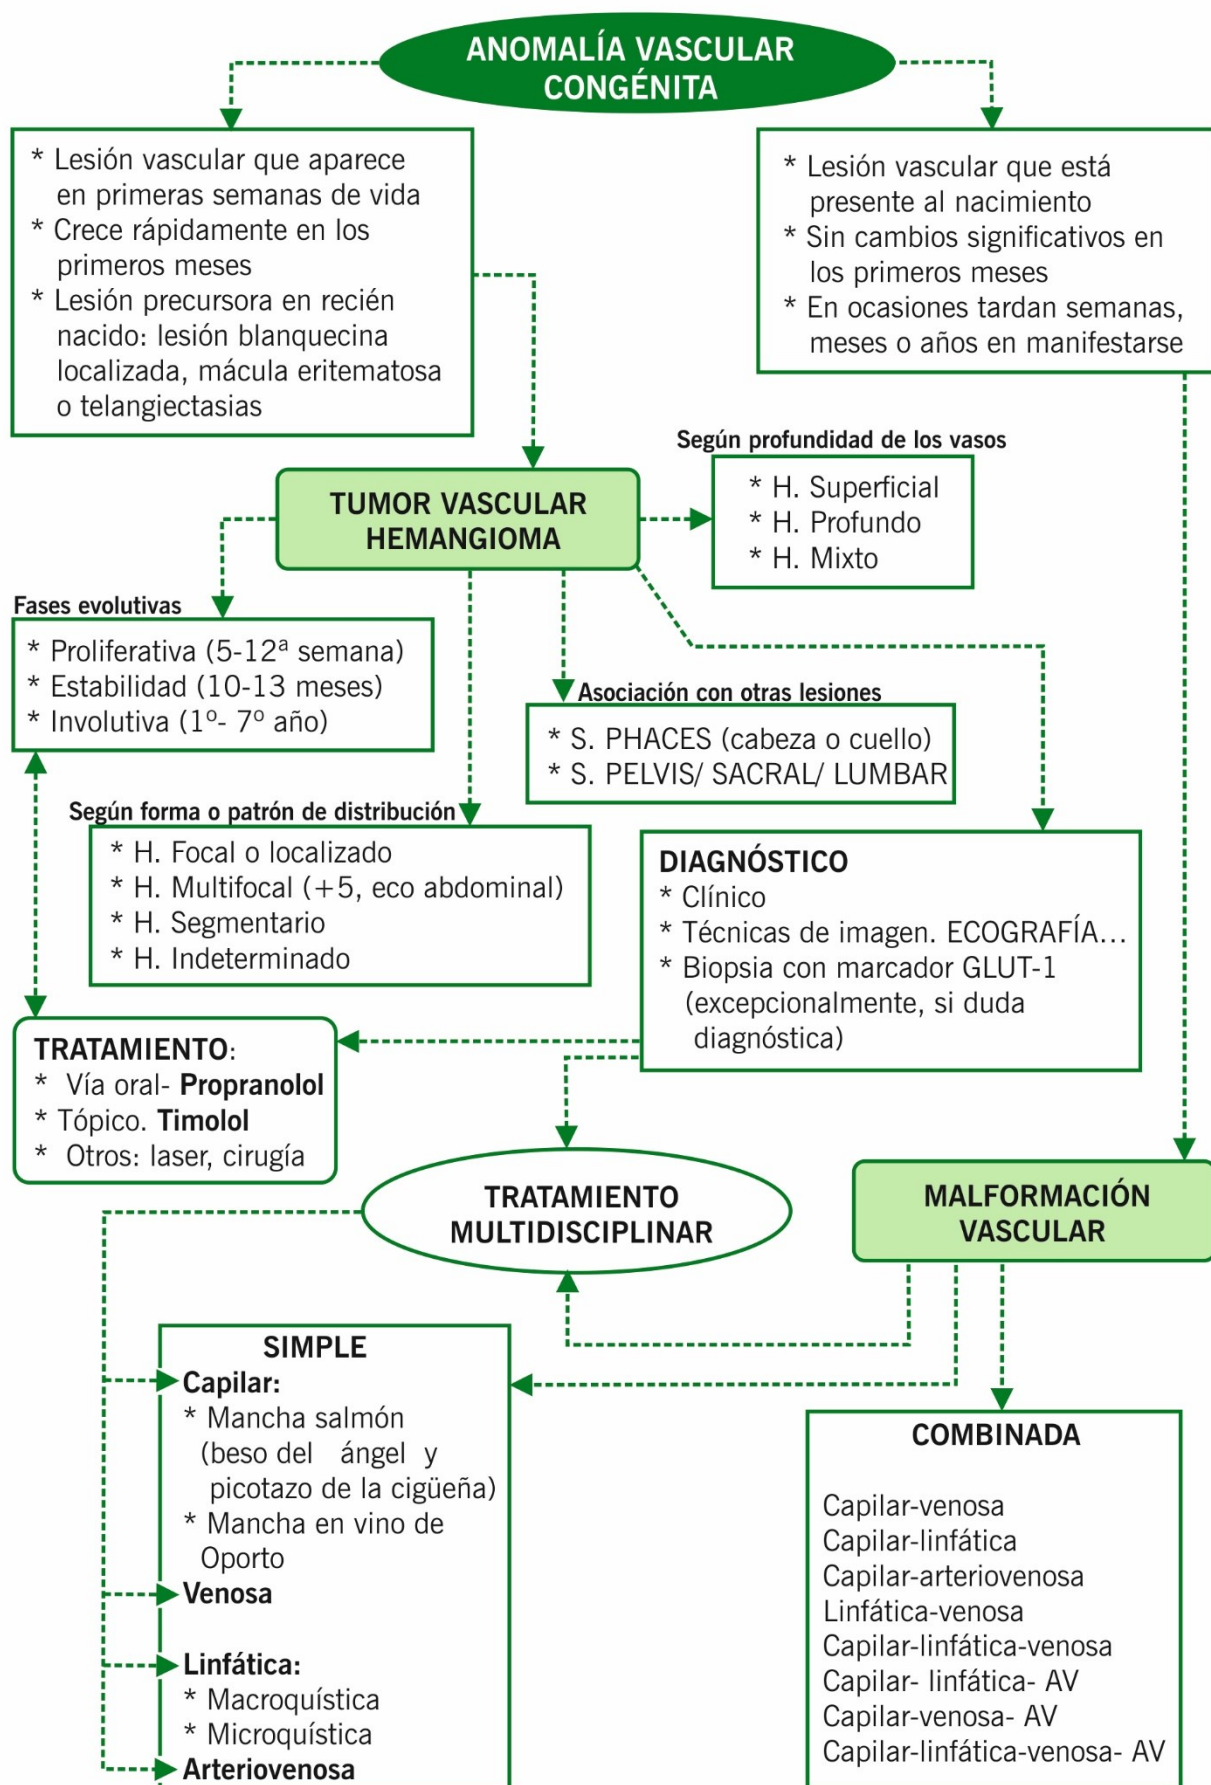 ANOMALÍA VASCULAR
CONGÉNITA
* Lesión vascular que aparece
en primeras semanas de vida
* Crece rápidamente en los
primeros meses
* Lesión precursora en recién
nacido: lesión blanquecina
localizada, mácula eritematosa
o telangiectasias
* Lesión vascular que está
presente al nacimiento
* Sin cambios significativos en
los primeros meses
* En ocasiones tardan semanas,
meses o años en manifestarse
TUMOR VASCULAR
HEMANGIOMA
Según profundidad de los vasos
* H. Superficial
* H. Profundo
* H. Mixto
Fases evolutivas
* Proliferativa (5-12ª semana)
* Estabilidad (10-13 meses)
* Involutiva (1º- 7º año)
Asociación con otras lesiones
* S. PHACES (cabeza o cuello)
* S. PELVIS/ SACRAL/ LUMBAR
Según forma o patrón de distribución
* H. Focal o localizado
* H. Multifocal (+5, eco abdominal)
* H. Segmentario
* H. Indeterminado
DIAGNÓSTICO
* Clínico
* Técnicas de imagen. ECOGRAFÍA...
* Biopsia con marcador GLUT-1
(excepcionalmente, si duda
diagnóstica)
TRATAMIENTO:
* Vía oral- Propranolol
* Tópico. Timolol
* Otros: laser, cirugía
TRATAMIENTO
MULTIDISCIPLINAR
MALFORMACIÓN
VASCULAR
SIMPLE
Capilar:
* Mancha salmón
(beso del ángel y
picotazo de la cigüeña)
* Mancha en vino de
Oporto
Venosa
Linfática:
* Macroquística
* Microquística
Arteriovenosa
COMBINADA
Capilar-venosa
Capilar-linfática
Capilar-arteriovenosa
Linfática-venosa
Capilar-linfática-venosa
Capilar- linfática- AV
Capilar-venosa- AV
Capilar-linfática-venosa- AV